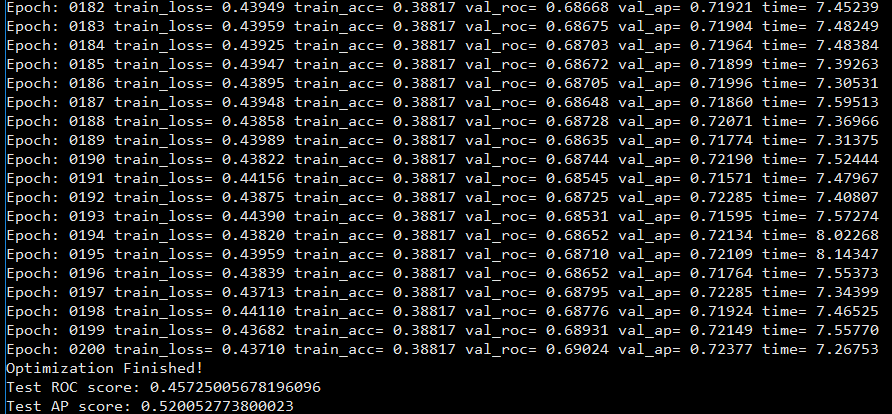 Epoch: 0182 train_loss= 0.43949 train_acc= 0.38817 val_roc= 0.68668 val_ap= 0.71921 time= 7.45239
Epoch: 0183 train_loss= 0.43949 train_acc= 0.38817 val_roc= 0.68675 val_ap= 0.71904 time= 7.48249
Epoch: 0184 train_loss= 0.43925 train_acc= 0.38817 val_roc= 0.68703 val_ap= 0.71964 time= 7.48384
Epoch: 0185 train_loss= 0.43947 train_acc= 0.38817 val_roc= 0.68672 val_ap= 0.71899 time= 7.39263
Epoch: 0186 train_loss= 0.43895 train_acc= 0.38817 val_roc= 0.68705 val_ap= 0.71996 time= 7.30531
Epoch: 0187 train_loss= 0.43948 train_acc= 0.38817 val_roc= 0.68648 val_ap= 0.71860 time= 7.59513
Epoch: 0188 train_loss= 0.43858 train_acc= 0.38817 val_roc= 0.68728 val_ap= 0.72071 time= 7.36966
Epoch: 0189 train_loss= 0.43989 train_acc= 0.38817 val_roc= 0.68635 val_ap= 0.71774 time= 7.31375
Epoch: 0190 train_loss= 0.43822 train_acc= 0.38817 val_roc= 0.68744 val_ap= 0.72190 time= 7.52444
Epoch: 0191 train_loss= 0.44156 train_acc= 0.38817 val_roc= 0.68545 val_ap= 0.71571 time= 7.47967
Epoch: 0192 train_loss= 0.43875 train_acc= 0.38817 val_roc= 0.68725 val_ap= 0.72285 time= 7.40807
Epoch: 0193 train_loss= 0.44390 train_acc= 0.38817 val_roc= 0.68531 val_ap= 0.71595 time= 7.57274
Epoch: 0194 train_loss= 0.43820 train_acc= 0.38817 val_roc= 0.68652 val_ap= 0.72134 time= 8.02268
Epoch: 0195 train_loss= 0.43959 train_acc= 0.38817 val_roc= 0.68710 val_ap= 0.72109 time= 8.14347
Epoch: 0196 train_loss= 0.43839 train_acc= 0.38817 val_roc= 0.68652 val_ap= 0.71764 time= 7.55373
Epoch: 0197 train_loss= 0.43713 train_acc= 0.38817 val_roc= 0.68795 val_ap= 0.72285 time= 7.34399
Epoch: 0198 train_loss= 0.44110 train_acc= 0.38817 val_roc= 0.68776 val_ap= 0.71924 time= 7.46525
Epoch: 0199 train_loss= 0.43682 train_acc= 0.38817 val_roc= 0.68931 val_ap= 0.72149 time= 7.55770
Epoch: 0200 train_loss= 0.43710 train_acc= 0.38817 val_roc= 0.69024 val_ap= 0.72377 time= 7.26753
Optimization Finished!
Test ROC score: 0.45725005678196096
Test AP score: 0.520052773800023